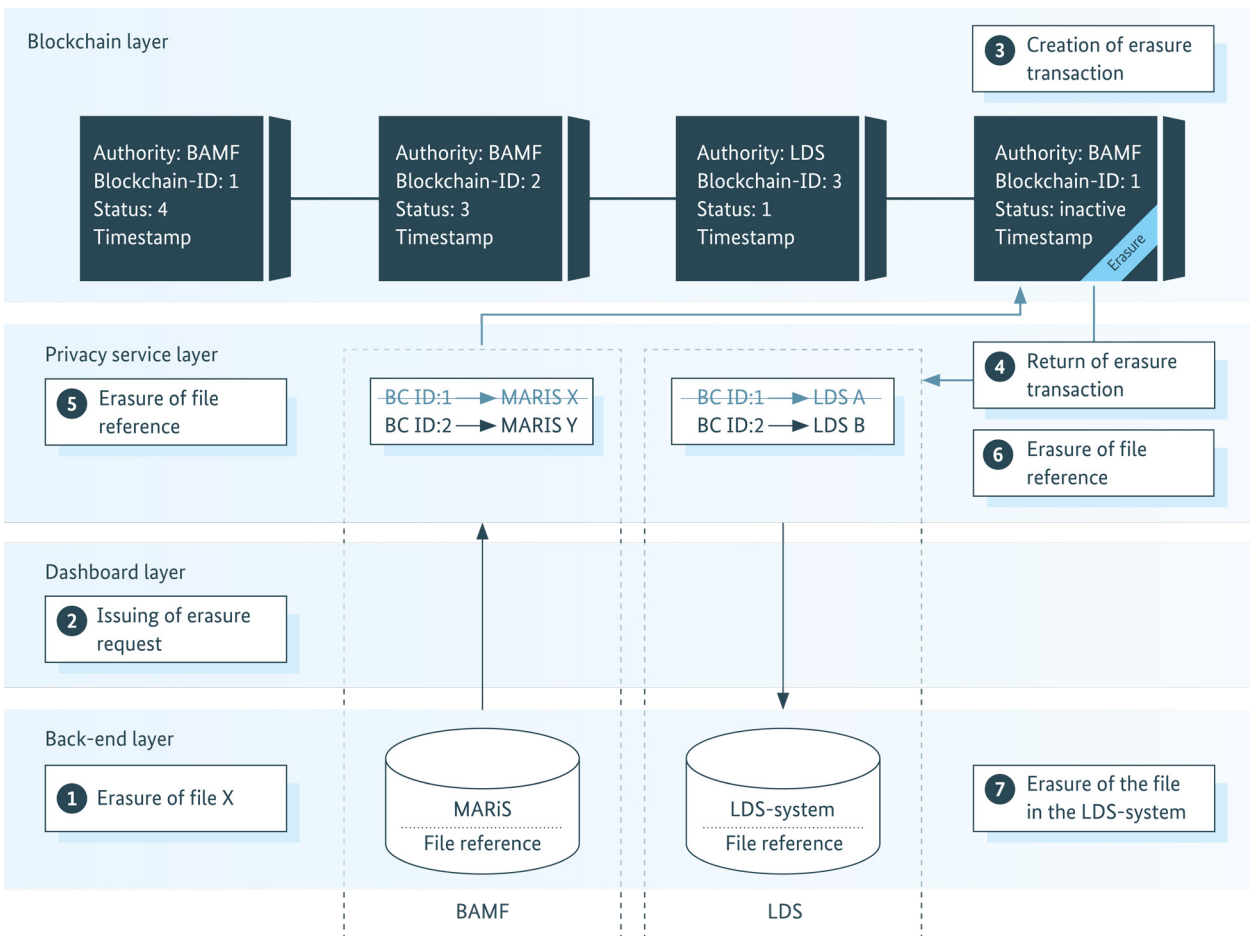 Blockchain layer
3
Creation of erasure
transaction
Authority: BAMF
Blockchain-ID: 1
Status: 4
Timestamp
Authority: BAMF
Blockchain-ID: 2
Status: 3
Timestamp
Authority: LDS
Blockchain-ID: 3
Status: 1
Timestamp
Authority: BAMF
Blockchain-ID: 1
Status: inactive
Timestamp
Erasure
Privacy service layer
5
Erasure of file
reference
BC ID:1 MARIS X
BC ID:2 MARIS Y
BC ID:1 LDS A
BC ID:2 LDS B
4
Return of erasure
transaction
6
Erasure of file
reference
Dashboard layer
2
Issuing of erasure
request
Back-end layer
1
Erasure of file X
MARiS
File reference
LDS-system
File reference
7
Erasure of the file
in the LDS-system
BAMF
LDS